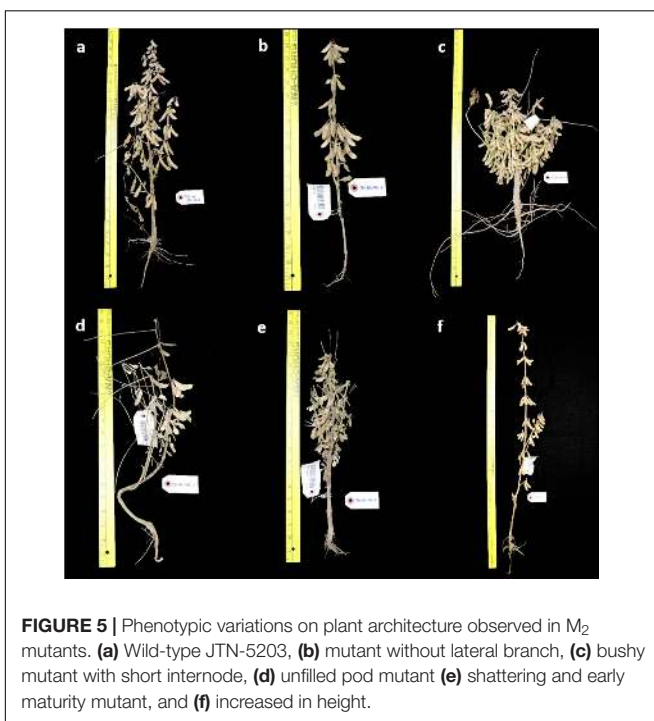 a
b
c
d
e
f
FIGURE 5 | Phenotypic variations on plant architecture observed in M₂
mutants. (a) Wild-type JTN-5203, (b) mutant without lateral branch, (c) bushy
mutant with short internode, (d) unfilled pod mutant (e) shattering and early
maturity mutant, and (f) increased in height.